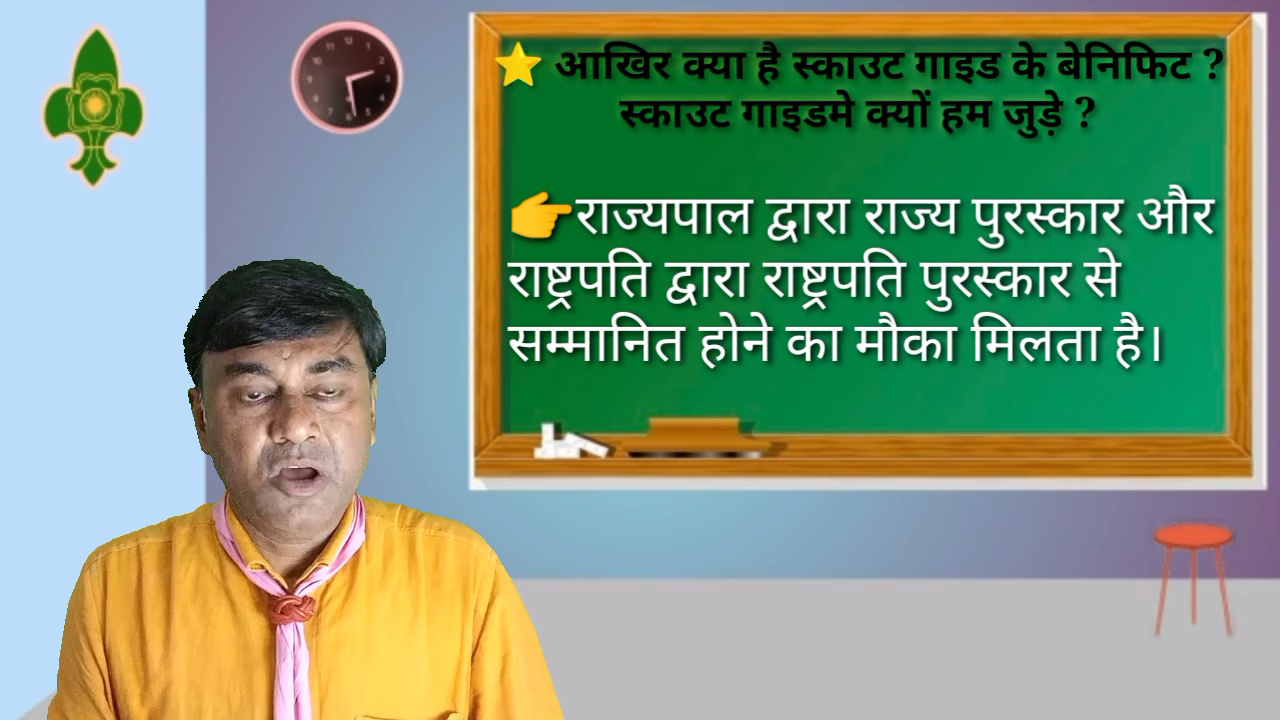 ⭐ आखिर क्या है स्काउट गाइड के बेनिफिट ?
स्काउट गाइडमे क्यों हम जुड़े ?
👉राज्यपाल द्वारा राज्य पुरस्कार और
राष्ट्रपति द्वारा राष्ट्रपति पुरस्कार से
सम्मानित होने का मौका मिलता है।